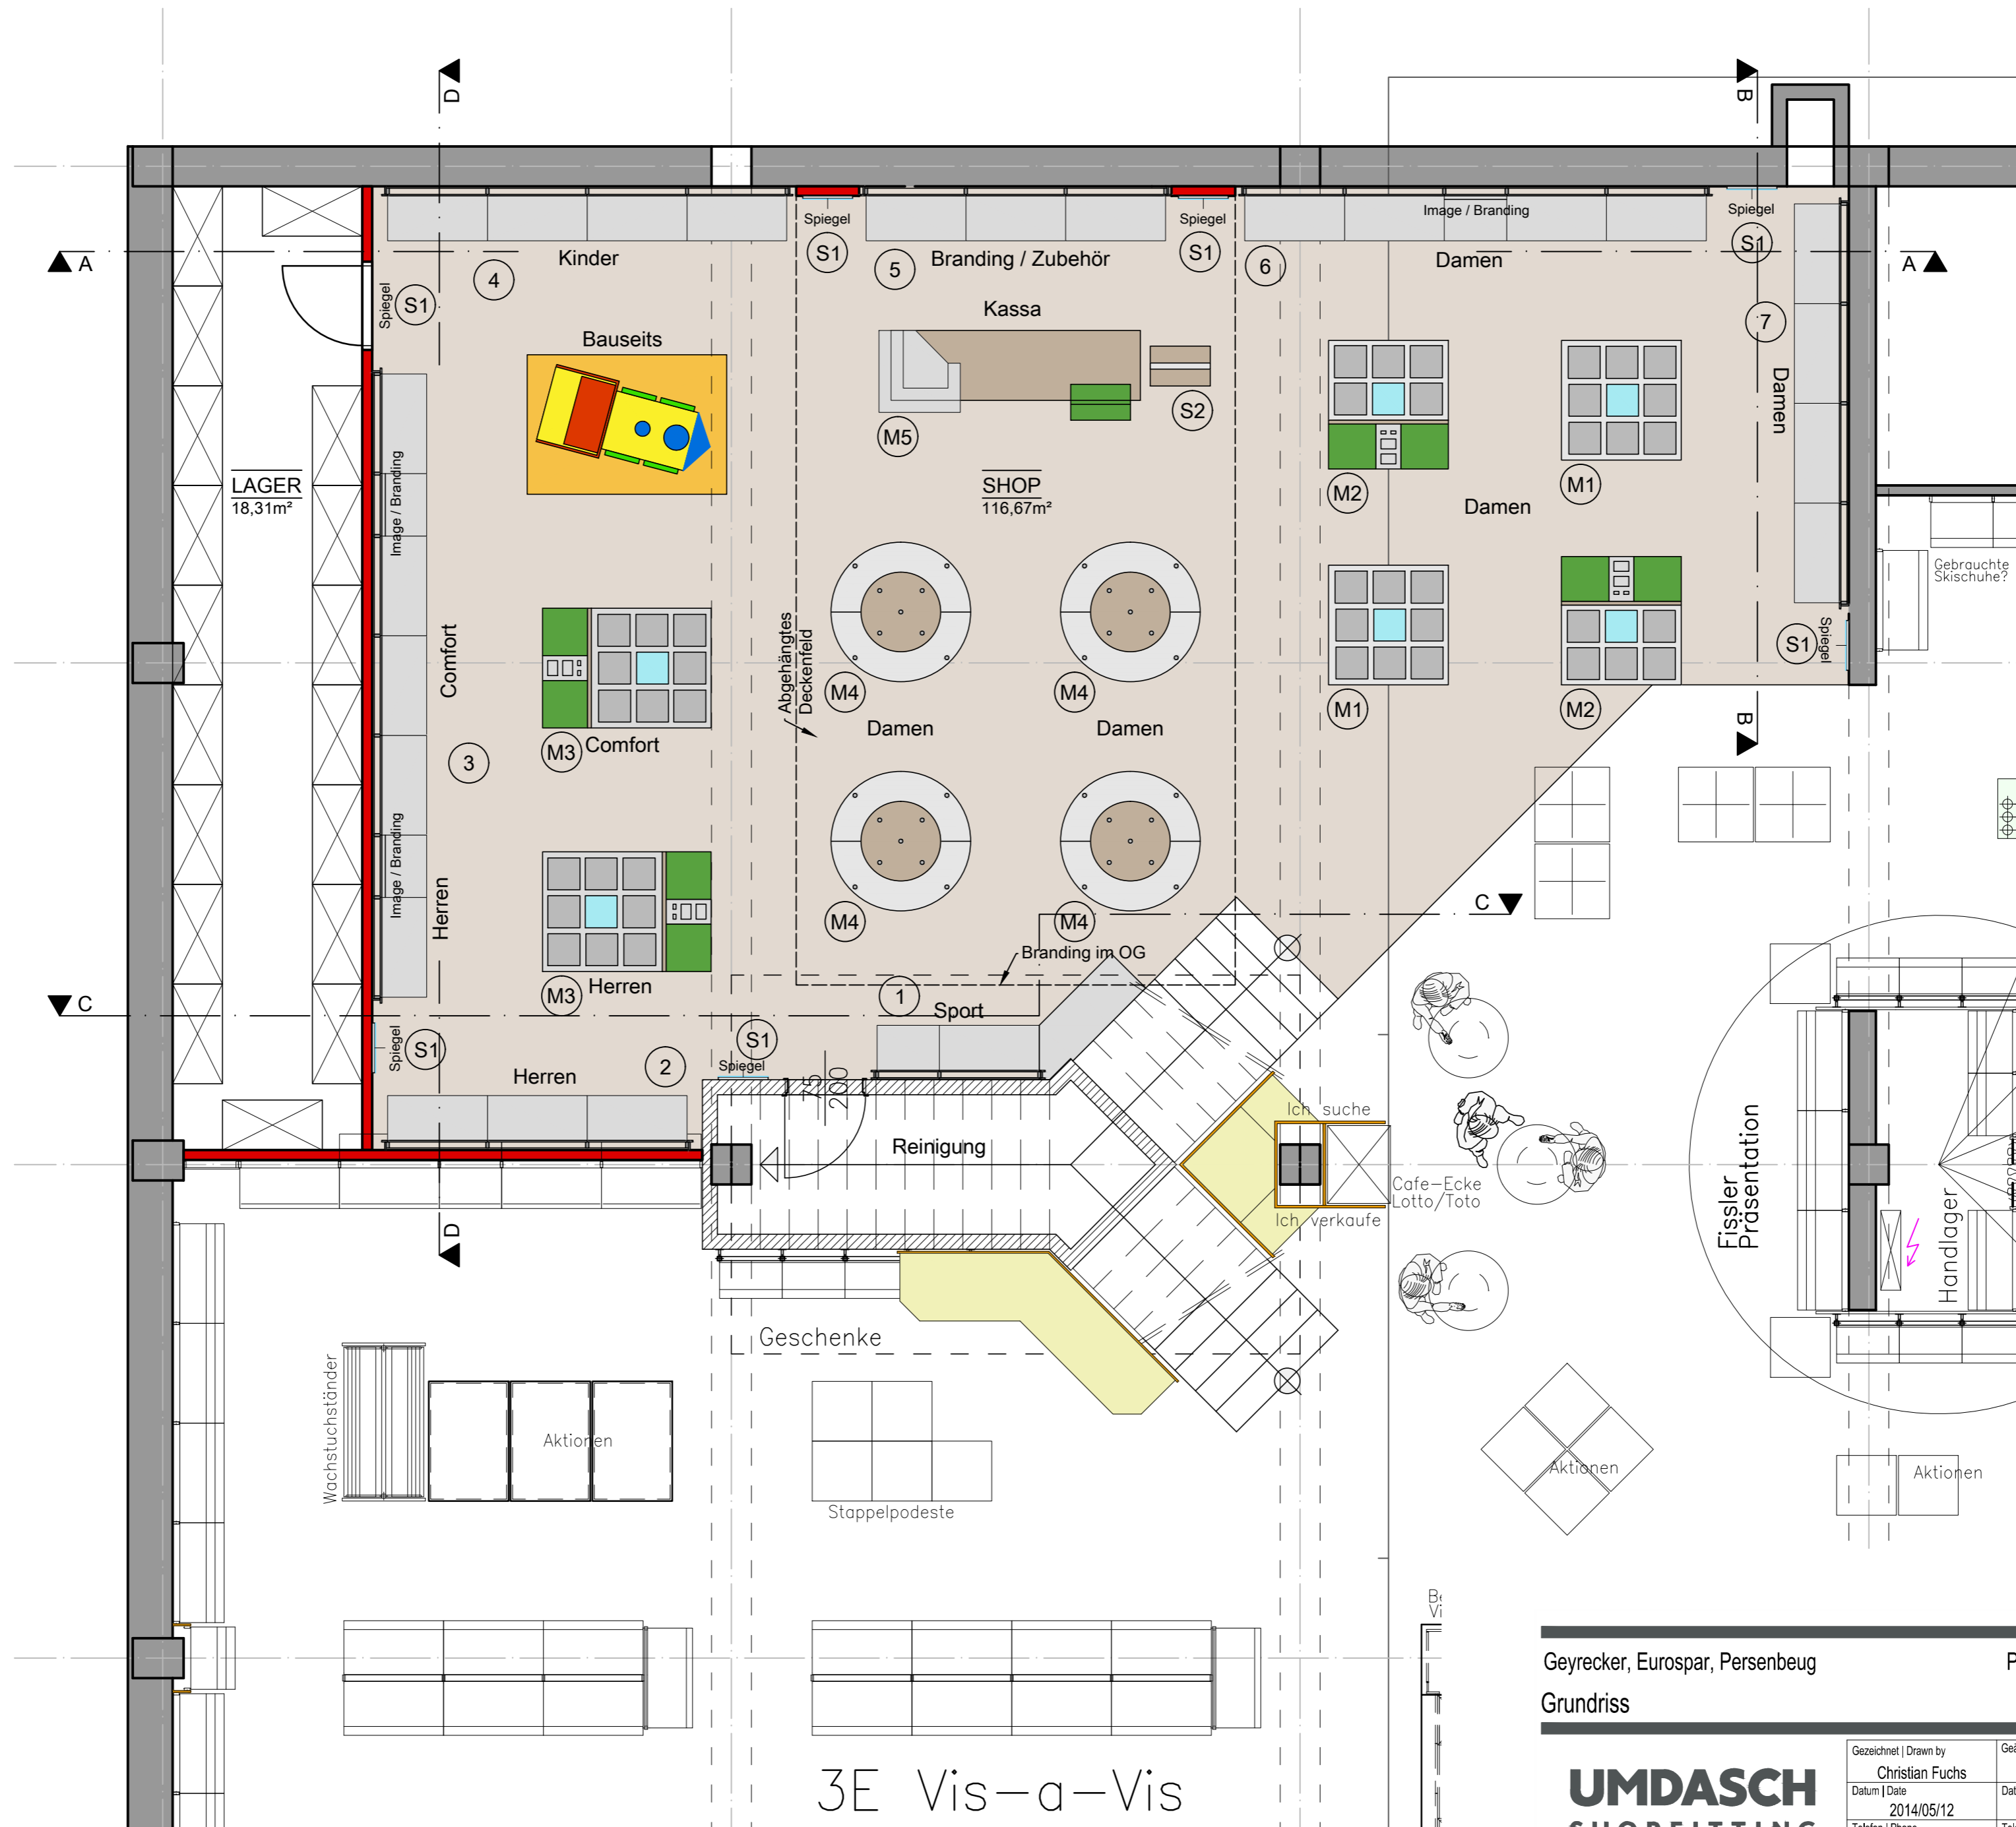 D
B
A
A
Spiegel
S1
Spiegel
S1
Image / Branding
Spiegel
S1
Kinder
4
5
Branding / Zubehör
6
Damen
Spiegel
S1
Kassa
7
Bauseits
Damen
M5
S2
M2
M1
Image / Branding
LAGER
18,31m²
SHOP
116,67m²
Damen
Gebrauchte
Skischuhe?
Comfort
Abgehängtes
Deckenfeld
M4
M4
M1
M2
S1
Spiegel
Damen
Damen
M3
Comfort
3
B
Image / Branding
Herren
M4
M4
C
Branding im OG
M3
Herren
1
Sport
C
Spiegel
S1
S1
Spiegel
2
Herren
75
200
Reinigung
Ich suche
Cafe-Ecke
Lotto/Toto
Ich verkaufe
Fissler
Präsentation
Handlager
D
Geschenke
Wachstuchständer
Aktionen
Stappelpodeste
Aktionen
Aktionen
Geyrecker, Eurospar, Persenbeug
Grundriss
3E Vis-a-Vis
UMDASCH
SHOPFITTING
Gezeichnet | Drawn by
Christian Fuchs
Datum | Date
2014/05/12